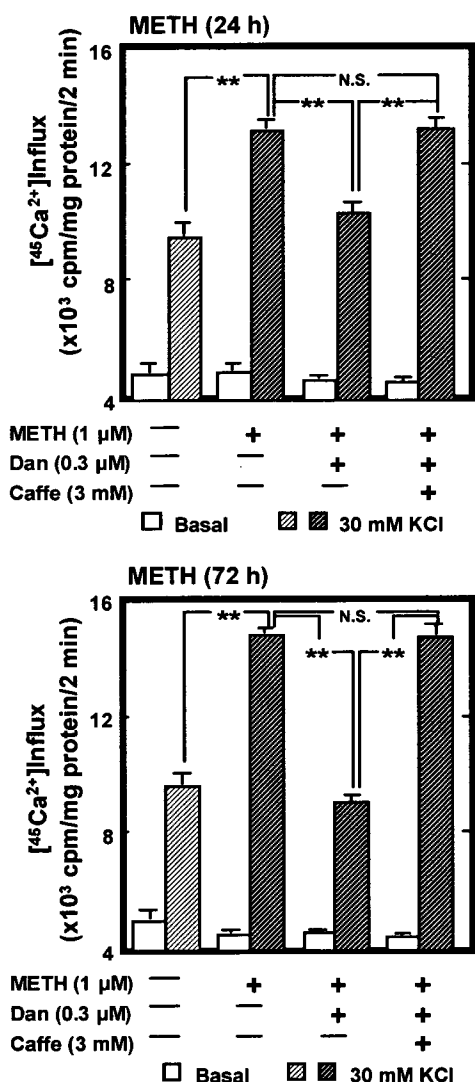 METH (24 h)
16
12
8
4
[⁴⁵Ca²⁺]Influx
(x10³ cpm/mg protein/2 min)
** N.S.
** **
METH (1 µM) — + + +
Dan (0.3 µM) — — + +
Caffe (3 mM) — — — +
Basal 30 mM KCl
METH (72 h)
16
12
8
4
[⁴⁵Ca²⁺]Influx
(x10³ cpm/mg protein/2 min)
** N.S.
** **
METH (1 µM) — + + +
Dan (0.3 µM) — — + +
Caffe (3 mM) — — — +
Basal 30 mM KCl